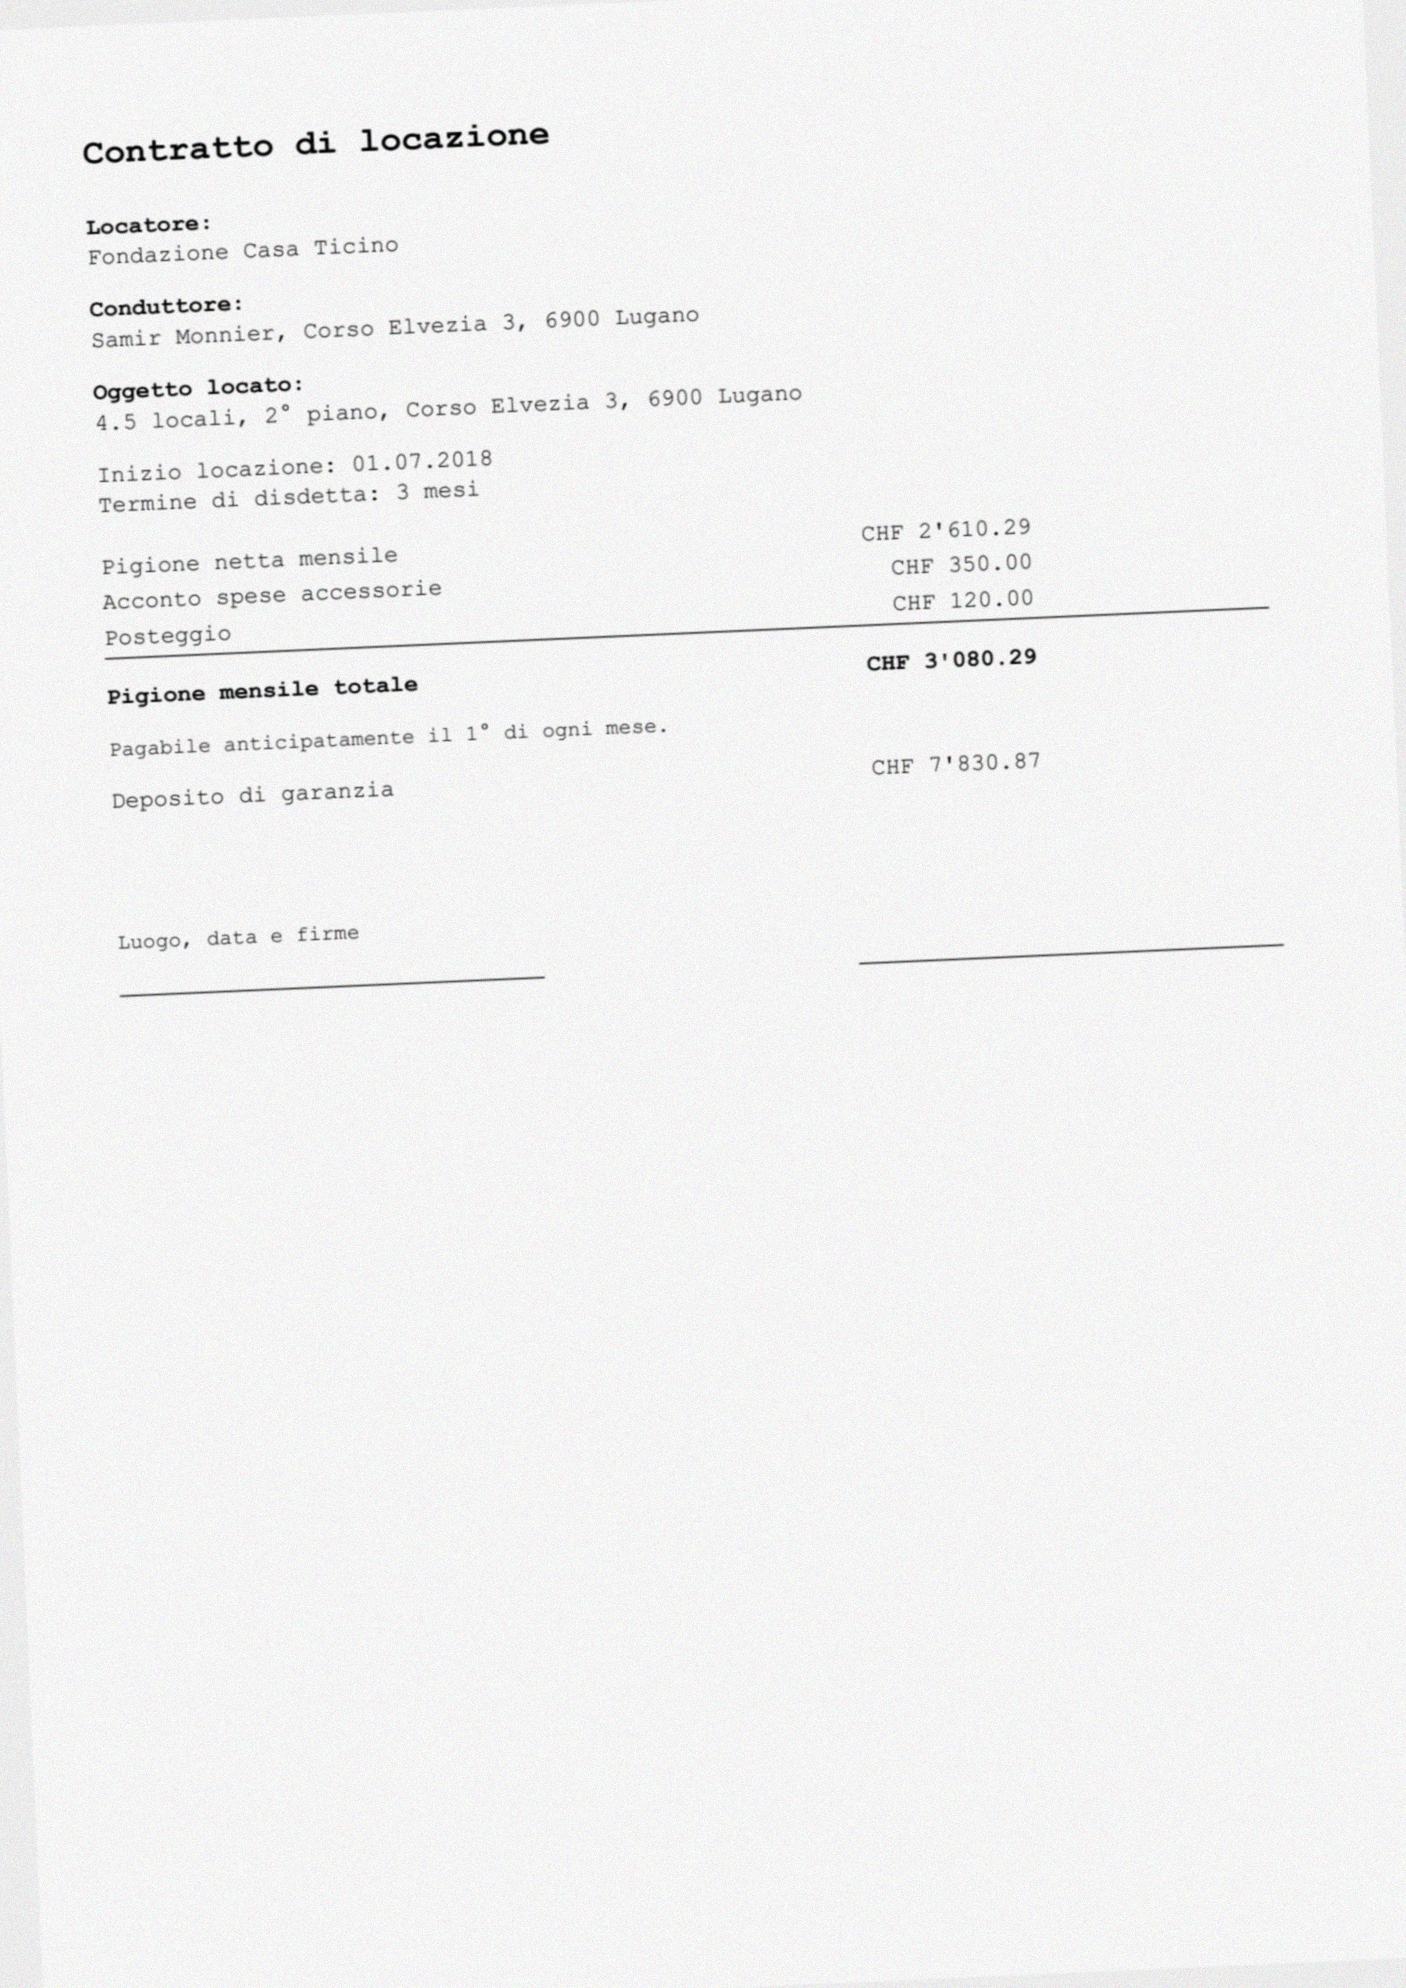 Contratto di locazione
Locatore:
Fondazione Casa Ticino
Conduttore:
Samir Monnier, Corso Elvezia 3, 6900 Lugano
Oggetto locato:
4.5 locali, 2° piano, Corso Elvezia 3, 6900 Lugano
Inizio locazione: 01.07.2018
Termine di disdetta: 3 mesi
Pigione netta mensile CHF 2'610.29
Acconto spese accessorie CHF 350.00
Posteggio CHF 120.00
Pigione mensile totale CHF 3'080.29
Pagabile anticipatamente il 1° di ogni mese.
Deposito di garanzia CHF 7'830.87
Luogo, data e firme